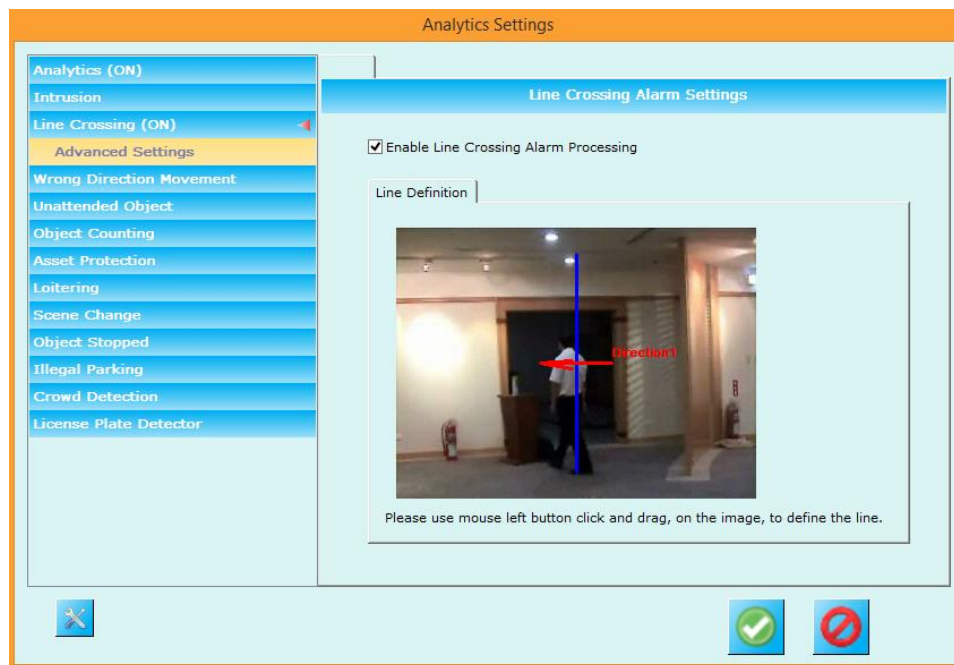 Analytics Settings
Analytics (ON)
Intrusion
Line Crossing (ON)
Advanced Settings
Wrong Direction Movement
Unattended Object
Object Counting
Asset Protection
Loitering
Scene Change
Object Stopped
Illegal Parking
Crowd Detection
License Plate Detector
Line Crossing Alarm Settings
Enable Line Crossing Alarm Processing
Line Definition
Direction1
Please use mouse left button click and drag, on the image, to define the line.